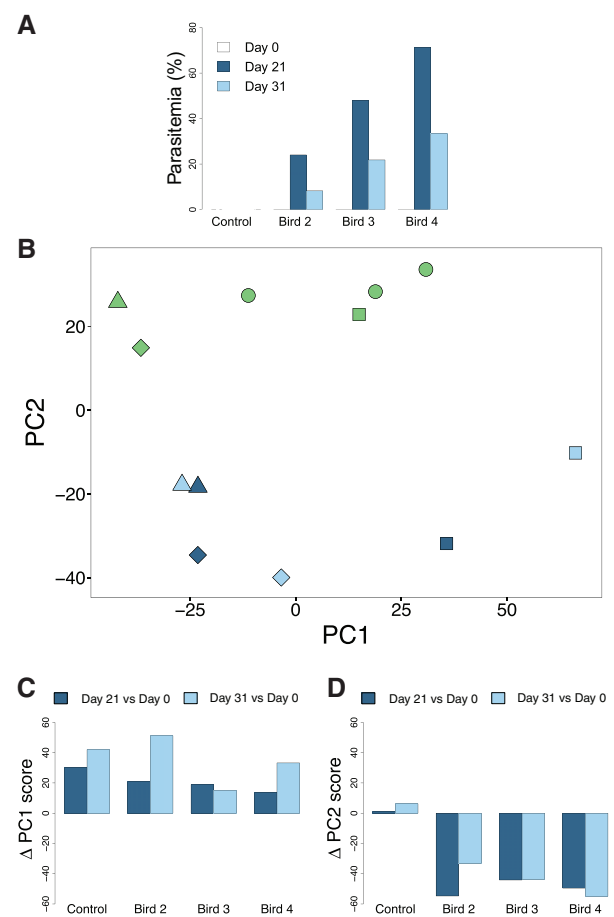 A
Parasitemia (%)
80
60
40
20
0
Day 0
Day 21
Day 31
Control Bird 2 Bird 3 Bird 4
B
PC2
20
0
−20
−40
−25 0 25 50
PC1
C
Day 21 vs Day 0 Day 31 vs Day 0
Δ PC1 score
60
40
20
0
−20
−40
−60
Control Bird 2 Bird 3 Bird 4
D
Day 21 vs Day 0 Day 31 vs Day 0
Δ PC2 score
60
40
20
0
−20
−40
−60
Control Bird 2 Bird 3 Bird 4